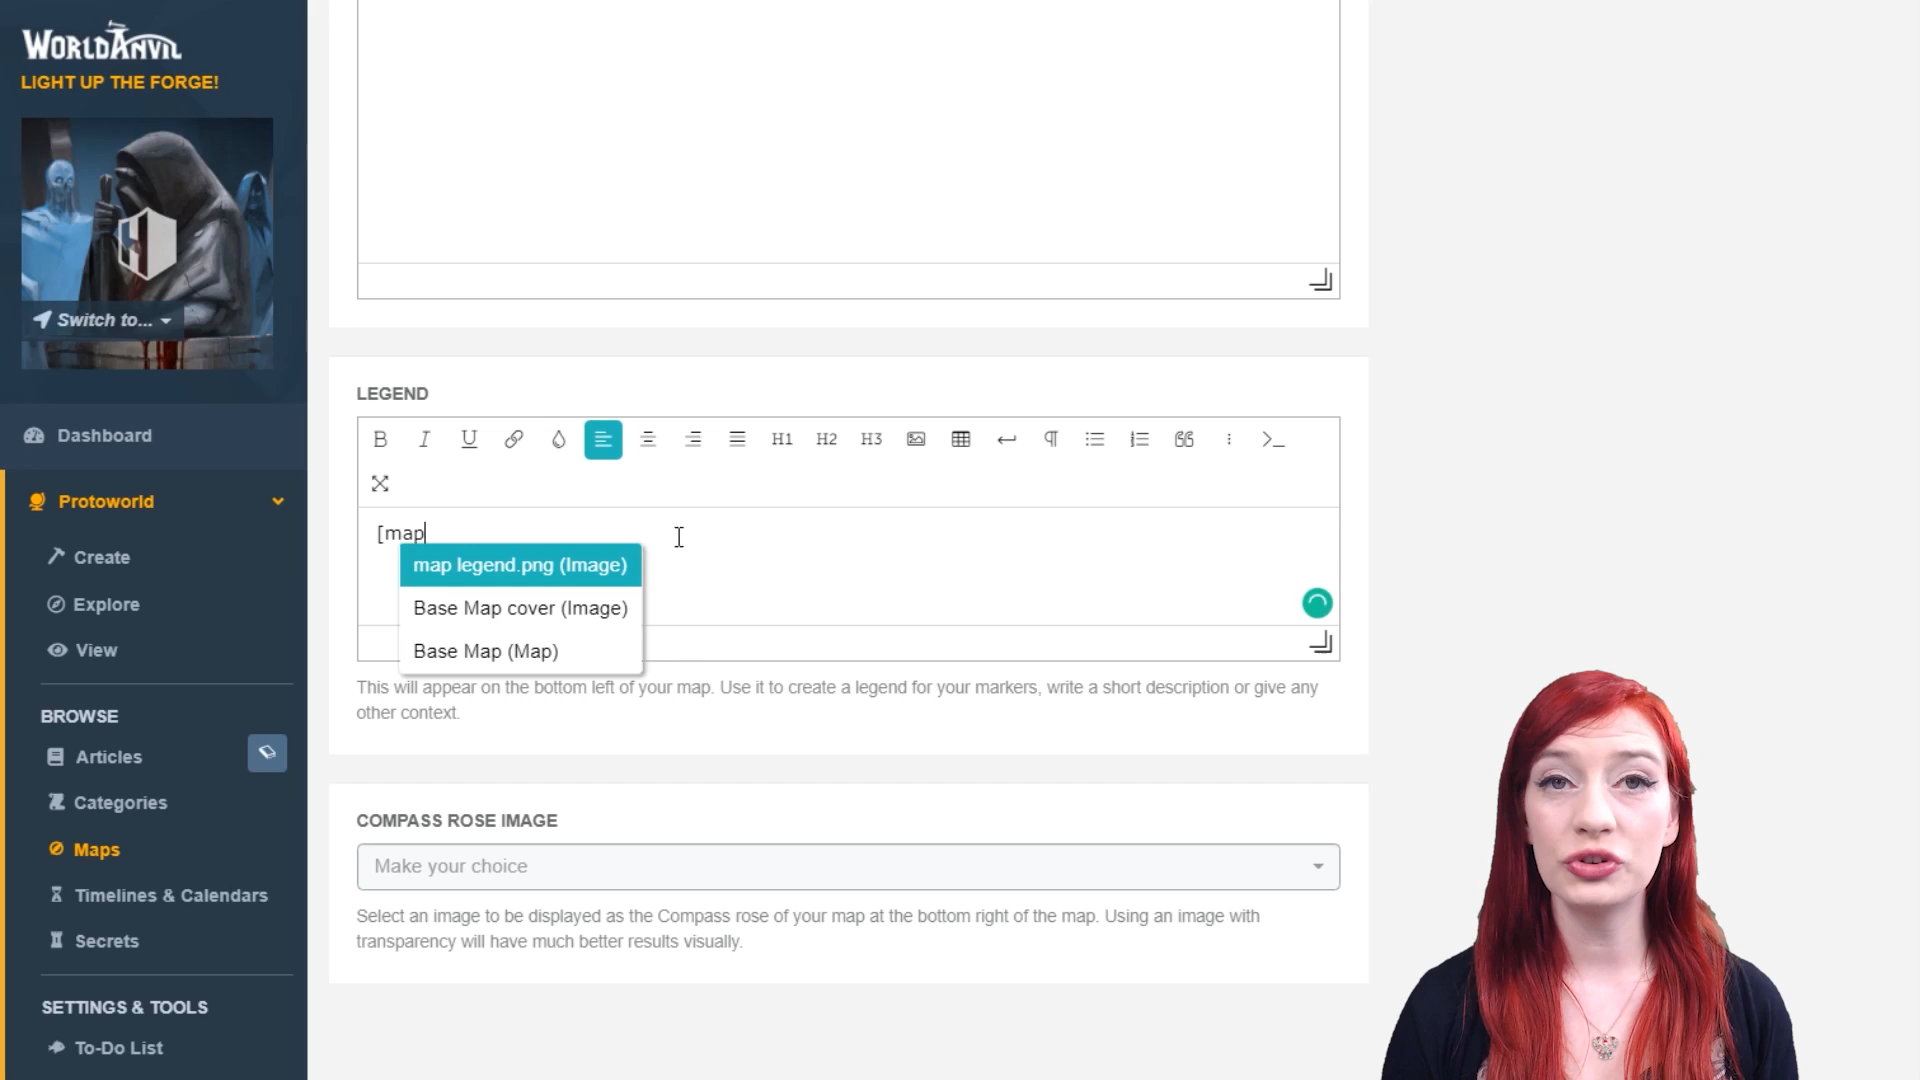 WORLDANVIL
LIGHT UP THE FORGE!
Switch to...
Dashboard
Protoworld
Create
Explore
View
BROWSE
Articles
Categories
Maps
Timelines & Calendars
Secrets
SETTINGS & TOOLS
To-Do List
LEGEND
B I U H1 H2 H3
[map
map legend.png (Image)
Base Map cover (Image)
Base Map (Map)
This will appear on the bottom left of your map. Use it to create a legend for your markers, write a short description or give any
other context.
COMPASS ROSE IMAGE
Make your choice
Select an image to be displayed as the Compass rose of your map at the bottom right of the map. Using an image with
transparency will have much better results visually.